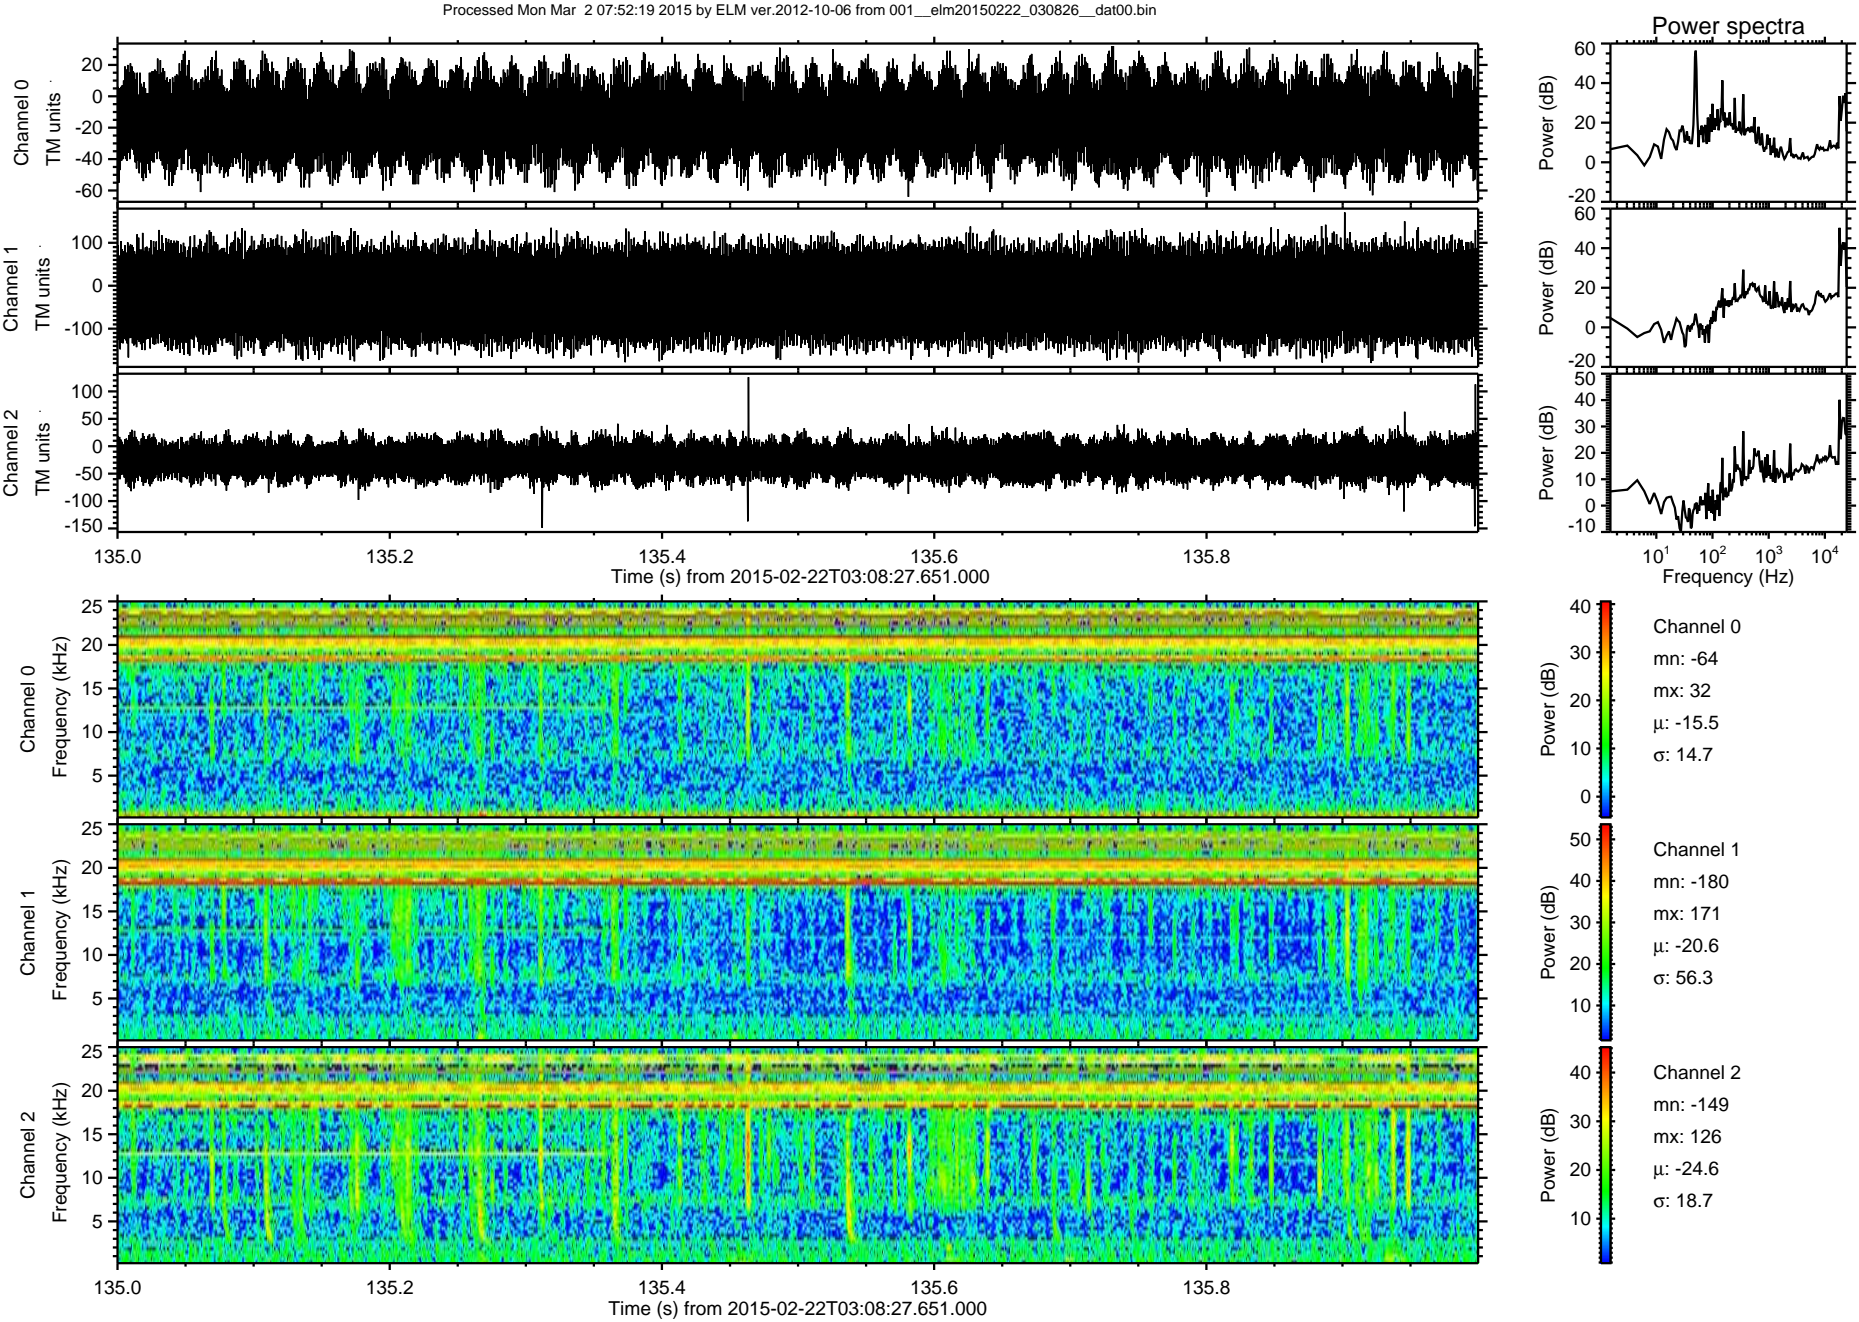 Processed Mon Mar  2 07:52:19 2015 by ELM ver.2012-10-06 from 001__elm20150222_030826__dat00.bin
Power spectra
Channel 0
TM units
20
0
-20
-40
-60
Power (dB)
60
40
20
0
-20
Channel 1
TM units
100
0
-100
Power (dB)
60
40
20
0
-20
Channel 2
TM units
100
50
0
-50
-100
-150
Power (dB)
50
40
30
20
10
0
-10
135.0
135.2
135.4
135.6
135.8
Time (s) from 2015-02-22T03:08:27.651.000
10^1
10^2
10^3
10^4
Frequency (Hz)
Channel 0
Frequency (kHz)
25
20
15
10
5
Power (dB)
40
30
20
10
0
Channel 0
mn: -64
mx: 32
μ: -15.5
σ: 14.7
Channel 1
Frequency (kHz)
25
20
15
10
5
Power (dB)
50
40
30
20
10
Channel 1
mn: -180
mx: 171
μ: -20.6
σ: 56.3
Channel 2
Frequency (kHz)
25
20
15
10
5
Power (dB)
40
30
20
10
Channel 2
mn: -149
mx: 126
μ: -24.6
σ: 18.7
135.0
135.2
135.4
135.6
135.8
Time (s) from 2015-02-22T03:08:27.651.000